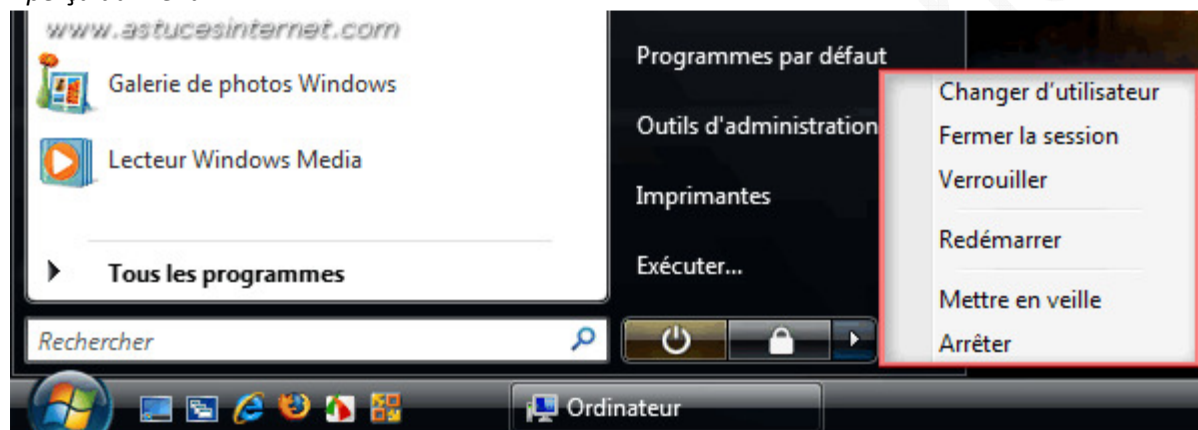 www.astucesinternet.com
Galerie de photos Windows
Lecteur Windows Media
Tous les programmes
Rechercher
Programmes par défaut
Outils d'administration
Imprimantes
Exécuter...
Changer d'utilisateur
Fermer la session
Verrouiller
Redémarrer
Mettre en veille
Arrêter
Ordinateur